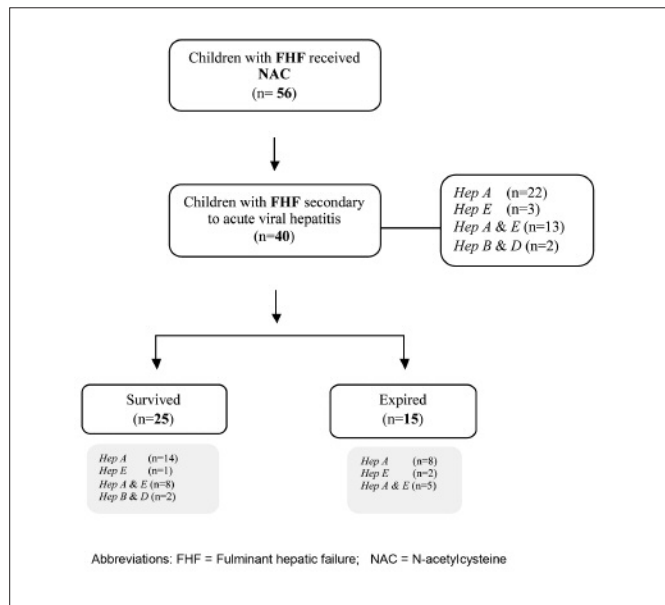 Children with FHF received
NAC
(n= 56)
Children with FHF secondary
to acute viral hepatitis
(n=40)
Hep A (n=22)
Hep E (n=3)
Hep A & E (n=13)
Hep B & D (n=2)
Survived
(n=25)
Expired
(n=15)
Hep A (n=14)
Hep E (n=1)
Hep A & E (n=8)
Hep B & D (n=2)
Hep A (n=8)
Hep E (n=2)
Hep A & E (n=5)
Abbreviations: FHF = Fulminant hepatic failure; NAC = N-acetylcysteine